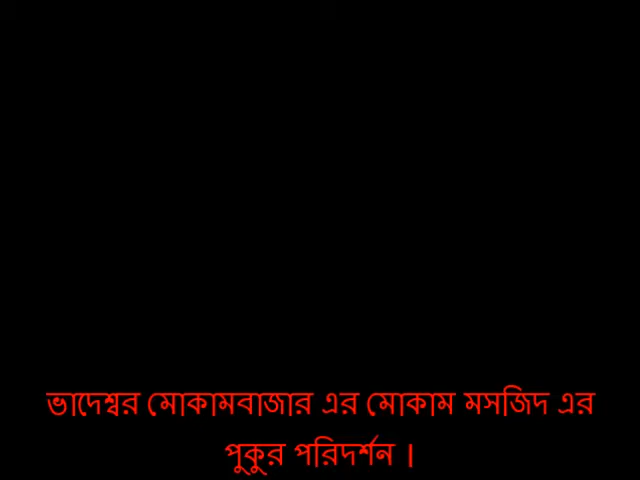 ভাদেশ্বর মোকামবাজার এর মোকাম মসজিদ এর
পুকুর পরিদর্শন ।